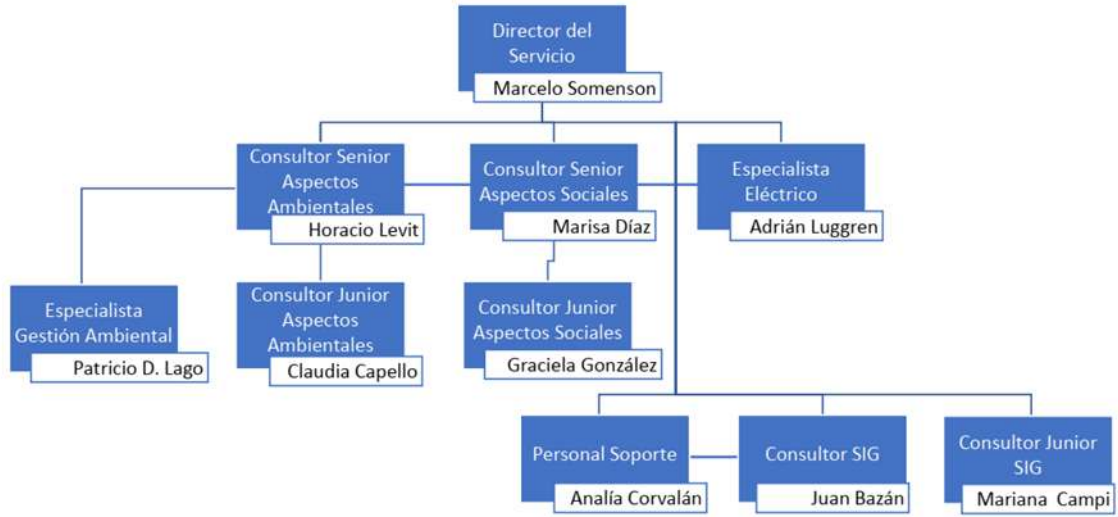 Director del
Servicio
Marcelo Somenson
Consultor Senior
Aspectos
Ambientales
Horacio Levit
Consultor Senior
Aspectos Sociales
Marisa Díaz
Especialista
Eléctrico
Adrián Luggren
Especialista
Gestión Ambiental
Patricio D. Lago
Consultor Junior
Aspectos
Ambientales
Claudia Capello
Consultor Junior
Aspectos Sociales
Graciela González
Personal Soporte
Analía Corvalán
Consultor SIG
Juan Bazán
Consultor Junior
SIG
Mariana Campi